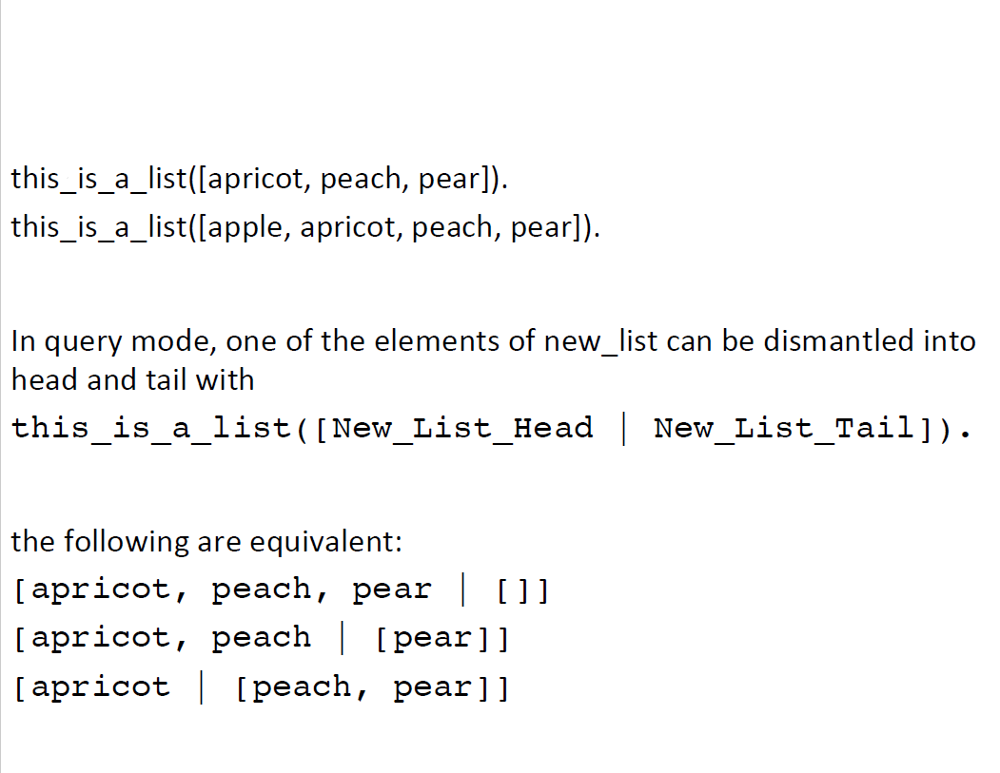 this_is_a_list([apricot, peach, pear]).
this_is_a_list([apple, apricot, peach, pear]).
In query mode, one of the elements of new_list can be dismantled into
head and tail with
this_is_a_list([New_List_Head | New_List_Tail]).
the following are equivalent:
[apricot, peach, pear | []]
[apricot, peach | [pear]]
[apricot | [peach, pear]]